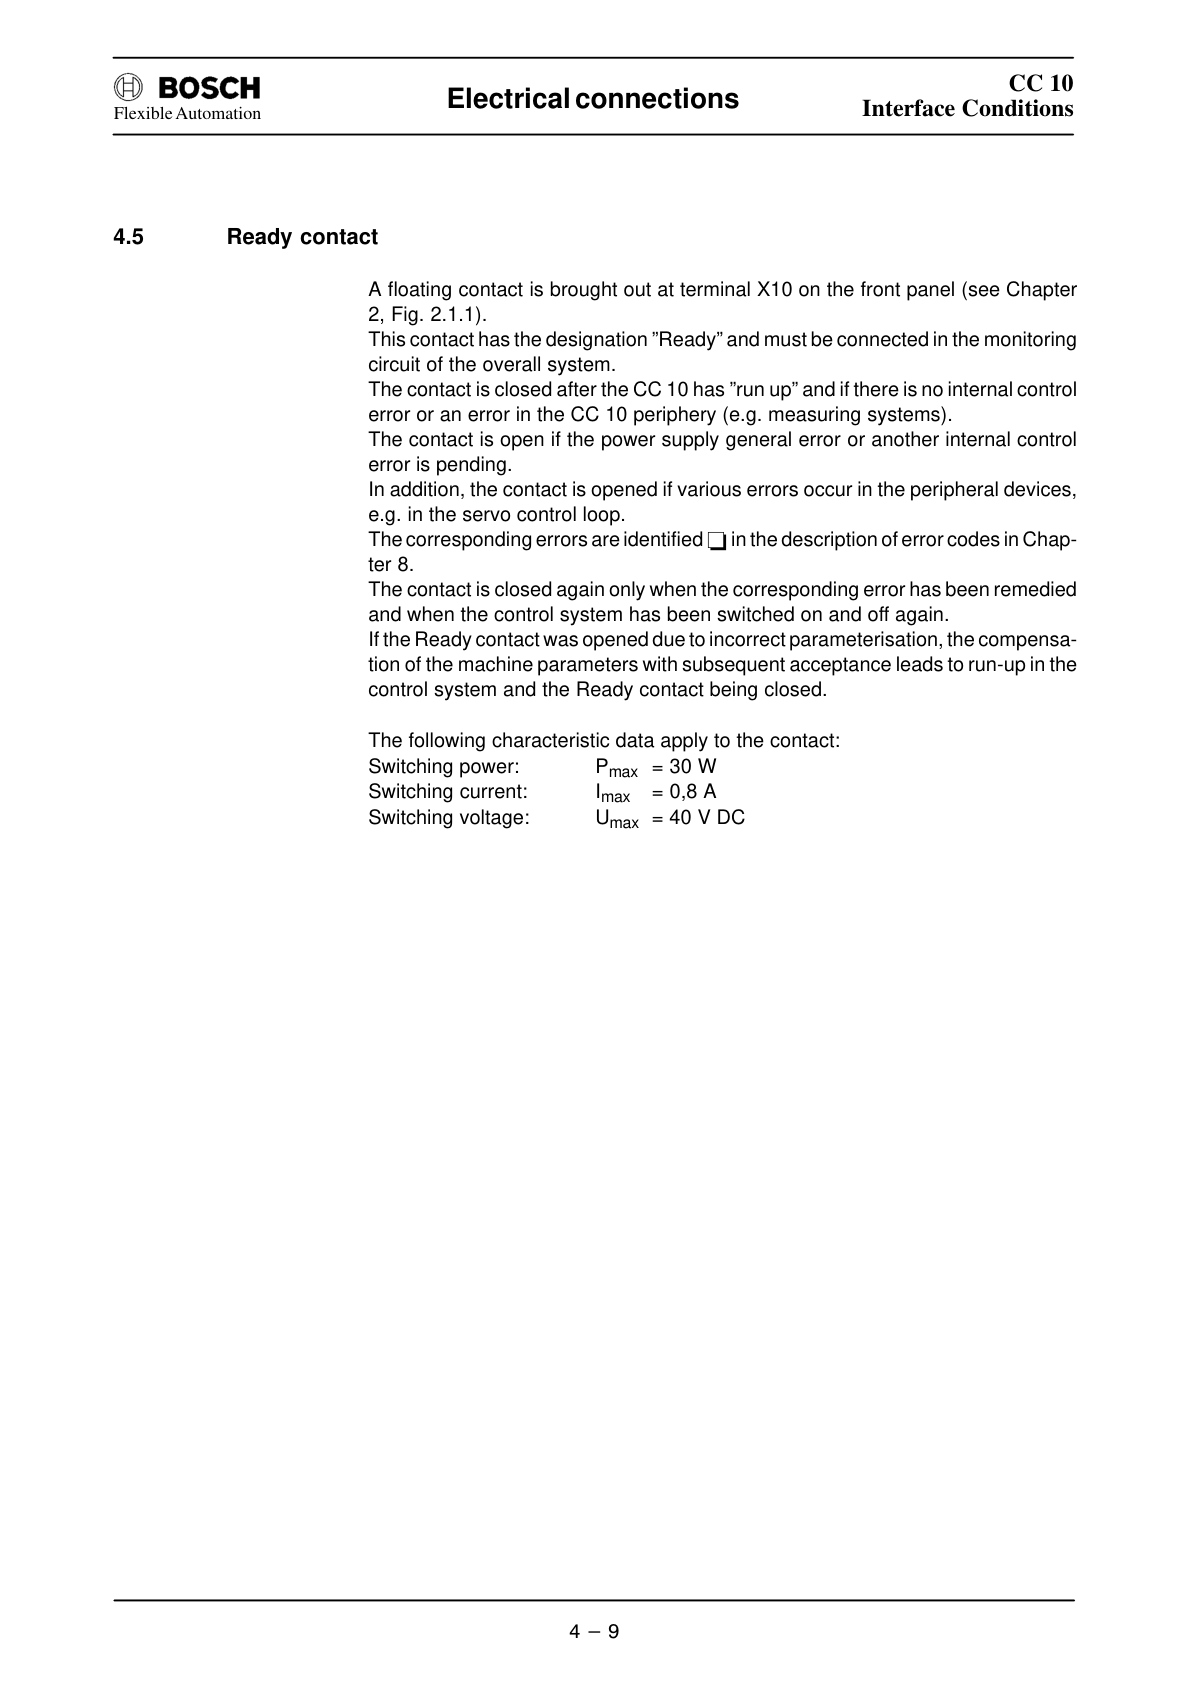 BOSCH
Flexible Automation
Electrical connections
CC 10
Interface Conditions
4.5 Ready contact
A floating contact is brought out at terminal X10 on the front panel (see Chapter
2, Fig. 2.1.1).
This contact has the designation ”Ready” and must be connected in the monitoring
circuit of the overall system.
The contact is closed after the CC 10 has ”run up” and if there is no internal control
error or an error in the CC 10 periphery (e.g. measuring systems).
The contact is open if the power supply general error or another internal control
error is pending.
In addition, the contact is opened if various errors occur in the peripheral devices,
e.g. in the servo control loop.
The corresponding errors are identified ❏ in the description of error codes in Chap-
ter 8.
The contact is closed again only when the corresponding error has been remedied
and when the control system has been switched on and off again.
If the Ready contact was opened due to incorrect parameterisation, the compensa-
tion of the machine parameters with subsequent acceptance leads to run-up in the
control system and the Ready contact being closed.
The following characteristic data apply to the contact:
Switching power: Pmax = 30 W
Switching current: Imax = 0,8 A
Switching voltage: Umax = 40 V DC
4 – 9